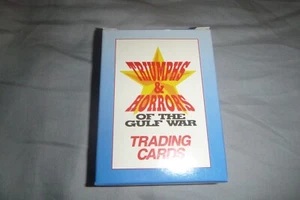 TRIUMPHS
&
HORRORS
OF THE
GULF WAR
TRADING
CARDS